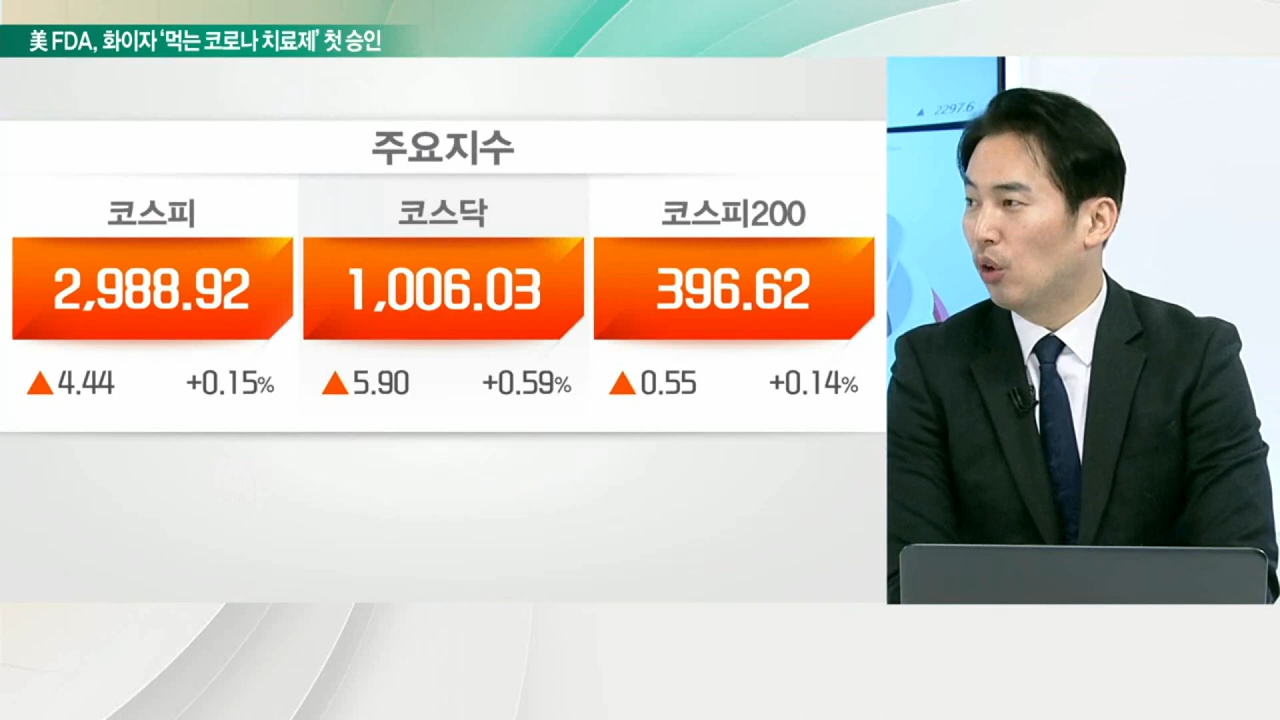 美 FDA, 화이자 ‘먹는 코로나 치료제’ 첫 승인
▲ 2297.6
주요지수
코스피 코스닥 코스피200
2,988.92 1,006.03 396.62
▲4.44 +0.15% ▲5.90 +0.59% ▲0.55 +0.14%